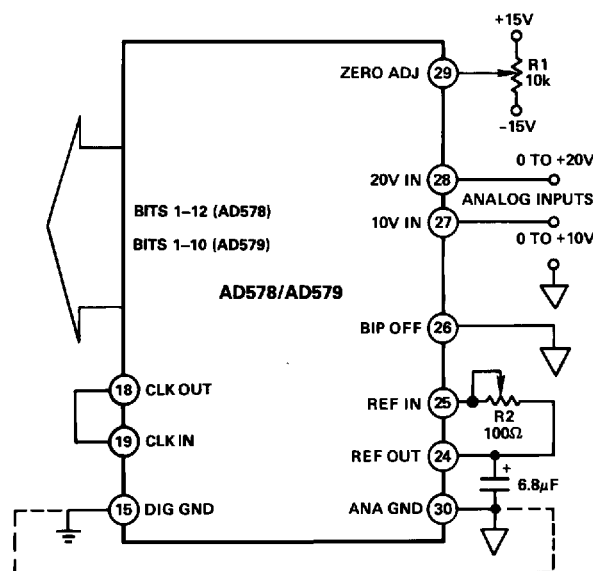 +15V
ZERO ADJ 29
R1
10k
–15V
0 TO +20V
20V IN 28
ANALOG INPUTS
BITS 1–12 (AD578)
10V IN 27
0 TO +10V
BITS 1–10 (AD579)
AD578/AD579
BIP OFF 26
18 CLK OUT
REF IN 25
R2
100Ω
19 CLK IN
REF OUT 24
+
6.8μF
15 DIG GND
ANA GND 30